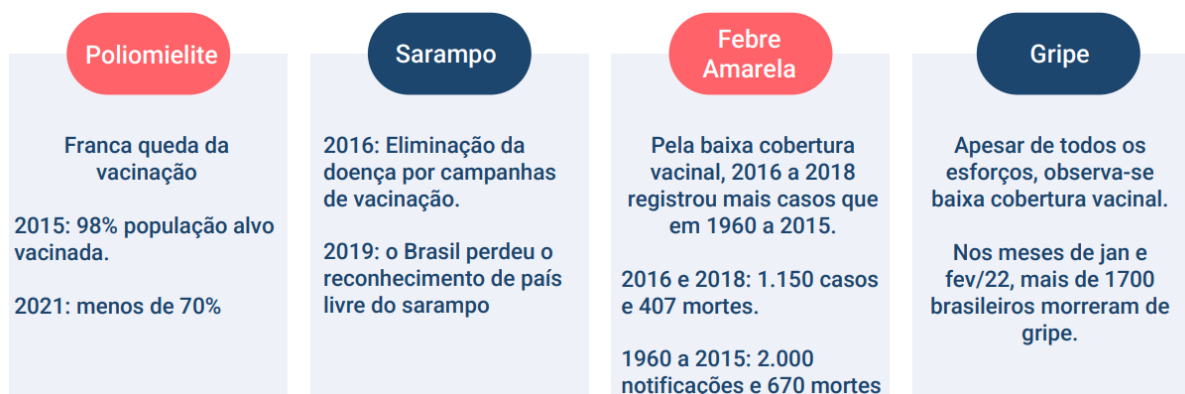 Poliomielite
Franca queda da
vacinação
2015: 98% população alvo
vacinada.
2021: menos de 70%
Sarampo
2016: Eliminação da
doença por campanhas
de vacinação.
2019: o Brasil perdeu o
reconhecimento de país
livre do sarampo
Febre
Amarela
Pela baixa cobertura
vacinal, 2016 a 2018
registrou mais casos que
em 1960 a 2015.
2016 e 2018: 1.150 casos
e 407 mortes.
1960 a 2015: 2.000
notificações e 670 mortes
Gripe
Apesar de todos os
esforços, observa-se
baixa cobertura vacinal.
Nos meses de jan e
fev/22, mais de 1700
brasileiros morreram de
gripe.